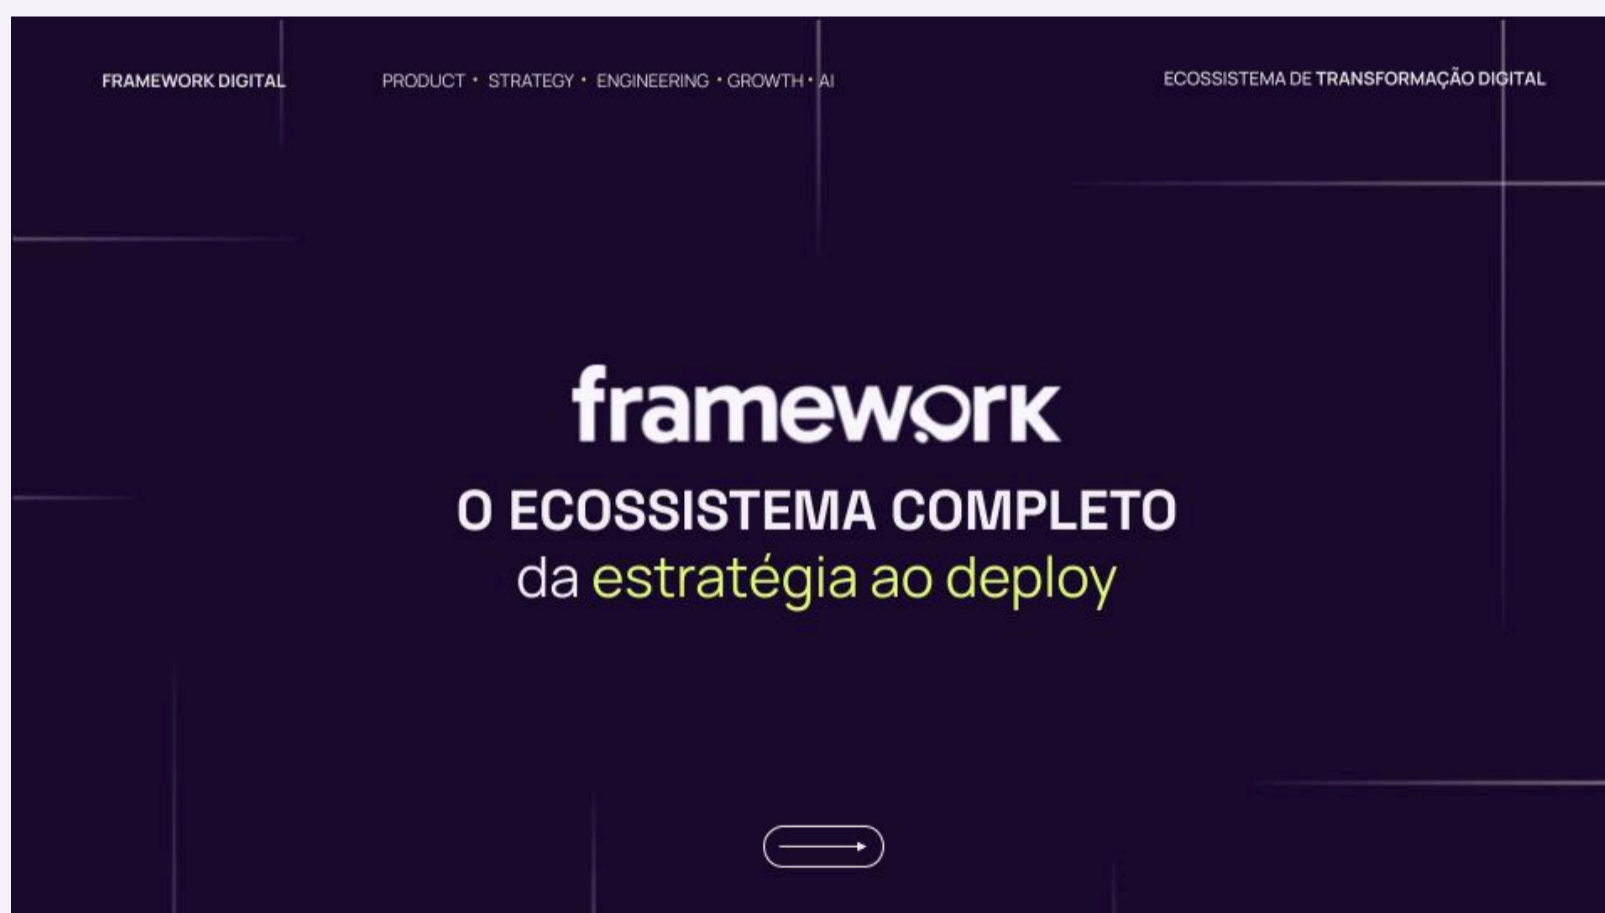 FRAMEWORK DIGITAL
PRODUCT • STRATEGY • ENGINEERING • GROWTH • AI
ECOSSISTEMA DE TRANSFORMAÇÃO DIGITAL
framework
O ECOSSISTEMA COMPLETO
da estratégia ao deploy